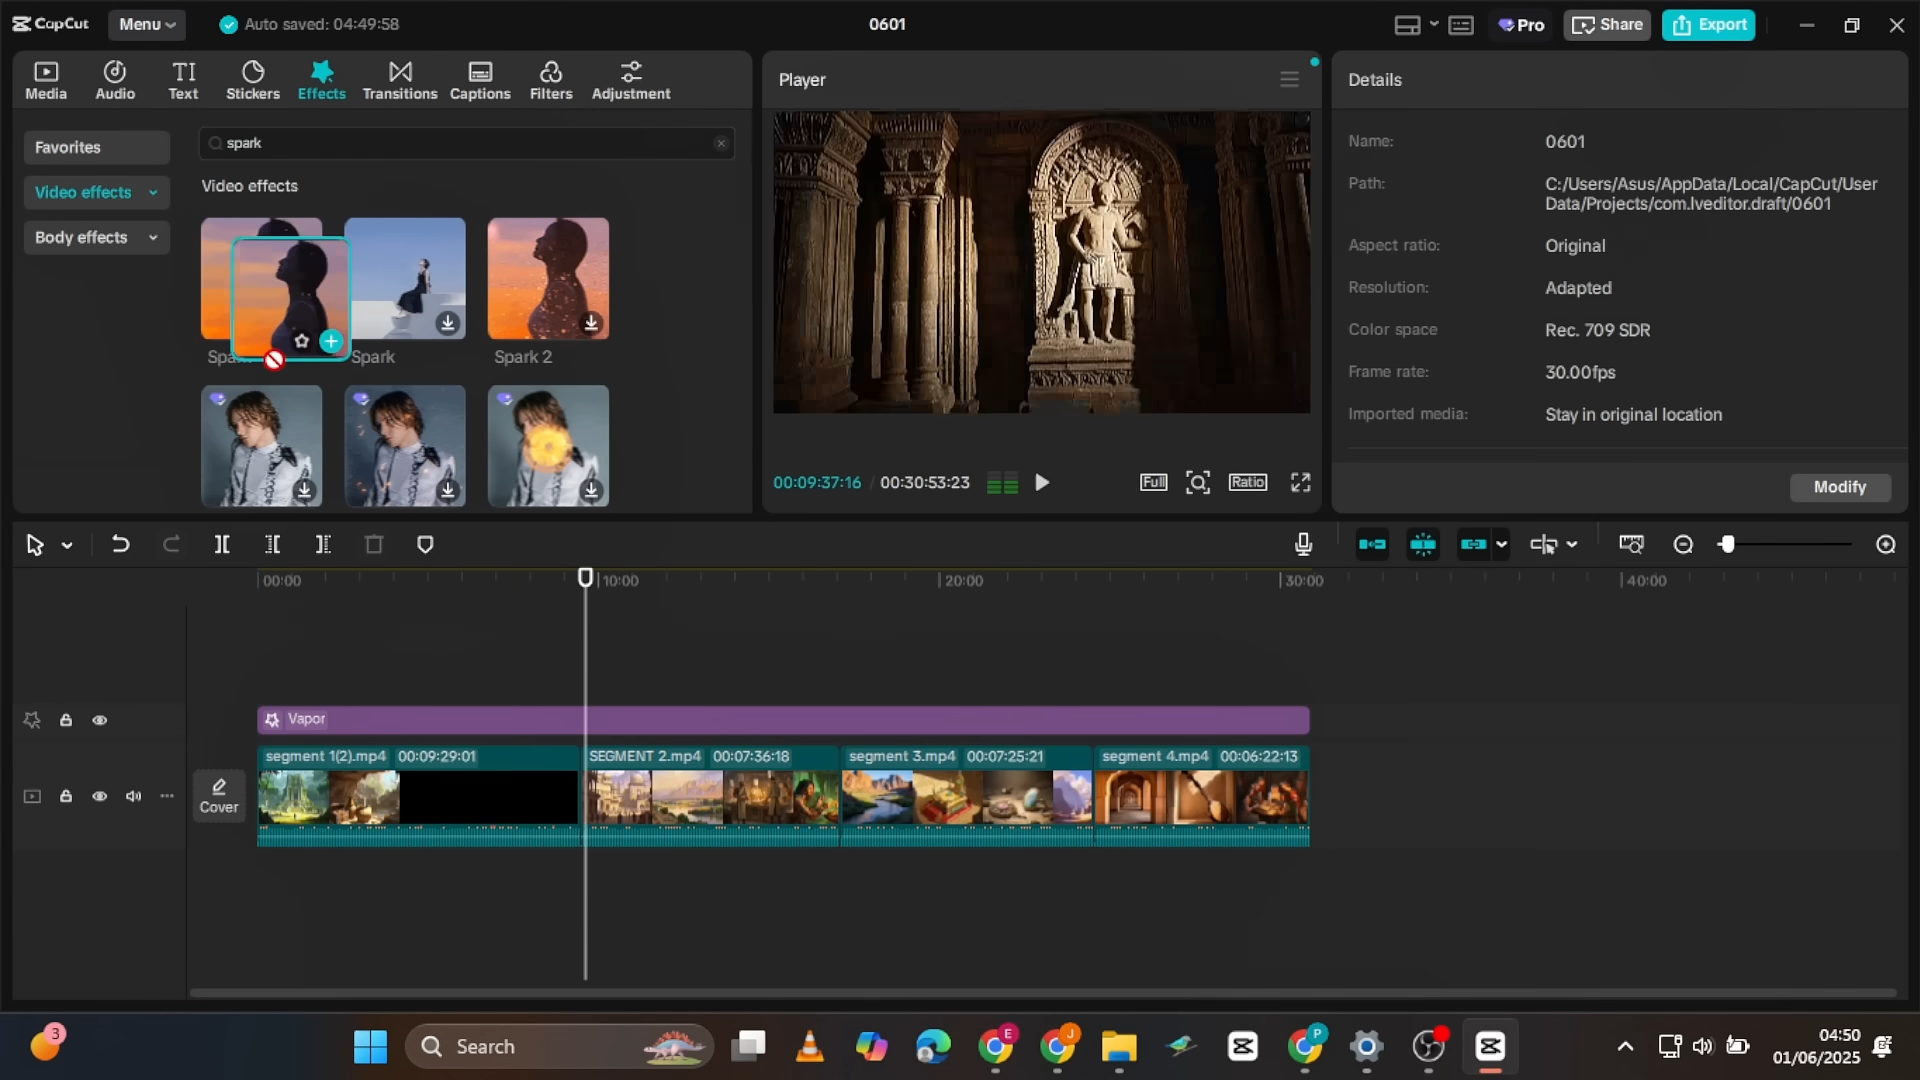 CapCut
Menu
Auto saved: 04:49:58
0601
Pro
Share
Export
Media
Audio
TI
Text
Stickers
Effects
Transitions
Captions
Filters
Adjustment
Favorites
Video effects
Body effects
spark
Video effects
Spark
Spark 2
Player
00:09:37:16 / 00:30:53:23
Full
Ratio
Details
Name: 0601
Path: C:/Users/Asus/AppData/Local/CapCut/User
Data/Projects/com.lveditor.draft/0601
Aspect ratio: Original
Resolution: Adapted
Color space Rec. 709 SDR
Frame rate: 30.00fps
Imported media: Stay in original location
Modify
00:00 10:00 20:00 30:00 40:00
Vapor
segment 1(2).mp4 00:09:29:01
SEGMENT 2.mp4 00:07:36:18
segment 3.mp4 00:07:25:21
segment 4.mp4 00:06:22:13
Cover
3
Search
E
J
P
04:50
01/06/2025